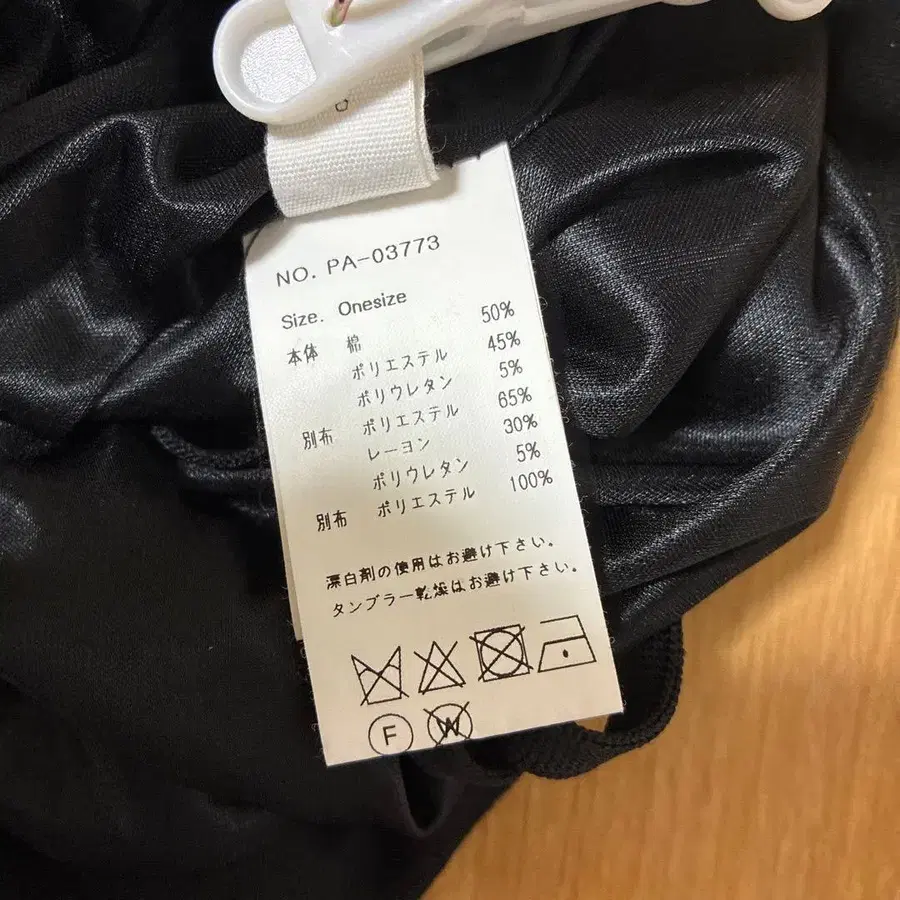 NO. PA-03773
Size. Onesize
本体 棉 50%
ポリエステル 45%
ポリウレタン 5%
別布 ポリエステル 65%
レーヨン 30%
ポリウレタン 5%
別布 ポリエステル 100%
漂白剤の使用はお避け下さい。
タンブラー乾燥はお避け下さい。
F W